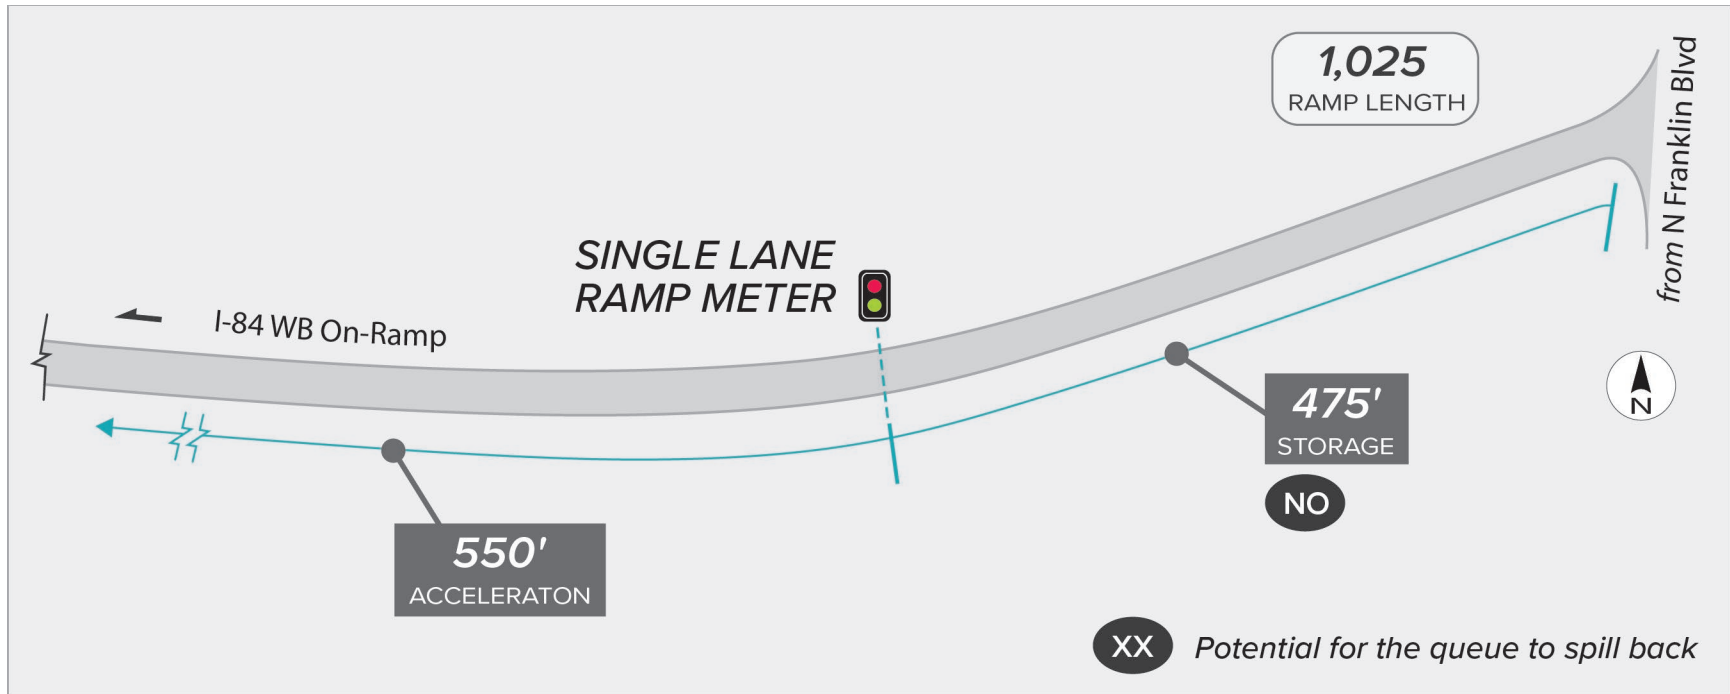 1,025
RAMP LENGTH
from N Franklin Blvd
SINGLE LANE
RAMP METER
I-84 WB On-Ramp
475'
STORAGE
NO
N
550'
ACCELERATON
XX
Potential for the queue to spill back